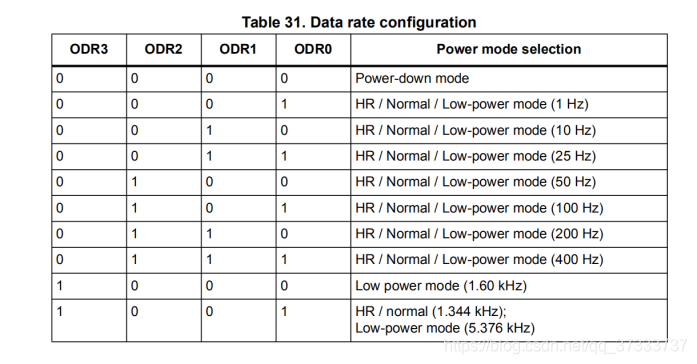 Table 31. Data rate configuration
ODR3 ODR2 ODR1 ODR0 Power mode selection
0 0 0 0 Power-down mode
0 0 0 1 HR / Normal / Low-power mode (1 Hz)
0 0 1 0 HR / Normal / Low-power mode (10 Hz)
0 0 1 1 HR / Normal / Low-power mode (25 Hz)
0 1 0 0 HR / Normal / Low-power mode (50 Hz)
0 1 0 1 HR / Normal / Low-power mode (100 Hz)
0 1 1 0 HR / Normal / Low-power mode (200 Hz)
0 1 1 1 HR / Normal / Low-power mode (400 Hz)
1 0 0 0 Low power mode (1.60 kHz)
1 0 0 1 HR / normal (1.344 kHz);
Low-power mode (5.376 kHz)
https://blog.csdn.net/qq_37333737